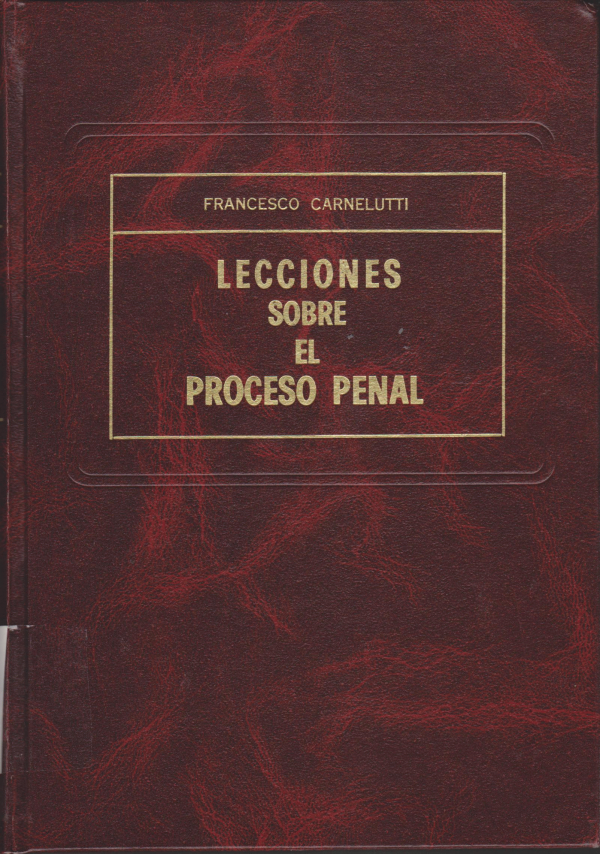 FRANCESCO CARNELUTTI
LECCIONES
SOBRE
EL
PROCESO PENAL